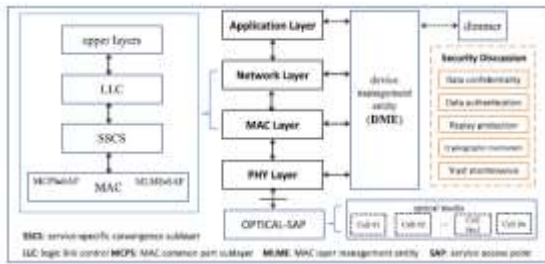 upper layers
LLC
SSCS
MCPS-SAP MLME-SAP
MAC
Application Layer
Network Layer
MAC Layer
PHY Layer
OPTICAL-SAP
device
management
entity
(DME)
dimmer
Security Discussion
Data confidentiality
Data authentication
Replay protection
Trust maintenance
optical media
Cell #1 Cell #2 ... Cell
SSCS: service-specific convergence sublayer
LLC: logic link control MCPS: MAC common part sublayer MLME: MAC layer management entity SAP: service access point